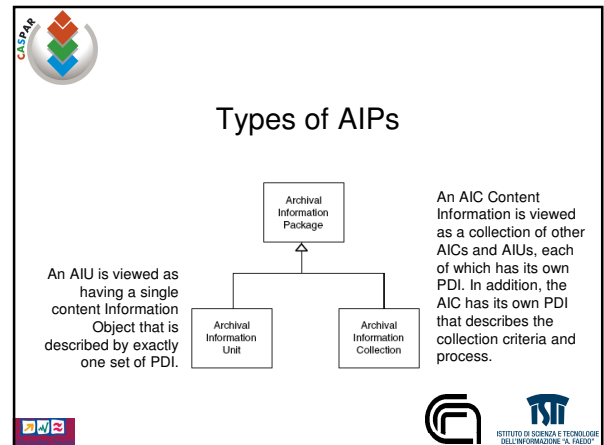 CASPAR
Types of AIPs
Archival
Information
Package
An AIU is viewed as
having a single
content Information
Object that is
described by exactly
one set of PDI.
Archival
Information
Unit
Archival
Information
Collection
An AIC Content
Information is viewed
as a collection of other
AICs and AIUs, each
of which has its own
PDI. In addition, the
AIC has its own PDI
that describes the
collection criteria and
process.
ISTI
ISTITUTO DI SCIENZA E TECNOLOGIE
DELL'INFORMAZIONE "A. FAEDO"